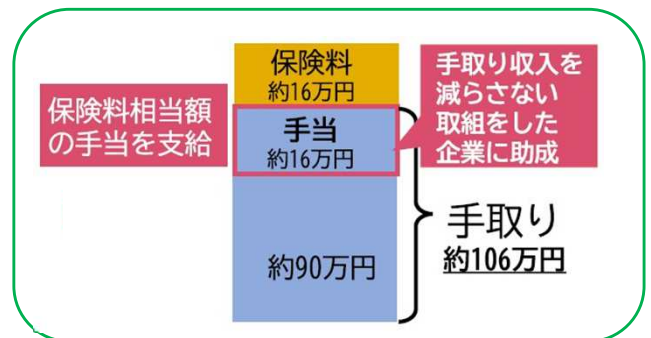 保険料相当額
の手当を支給
保険料
約16万円
手当
約16万円
約90万円
手取り収入を
減らさない
取組をした
企業に助成
手取り
約106万円